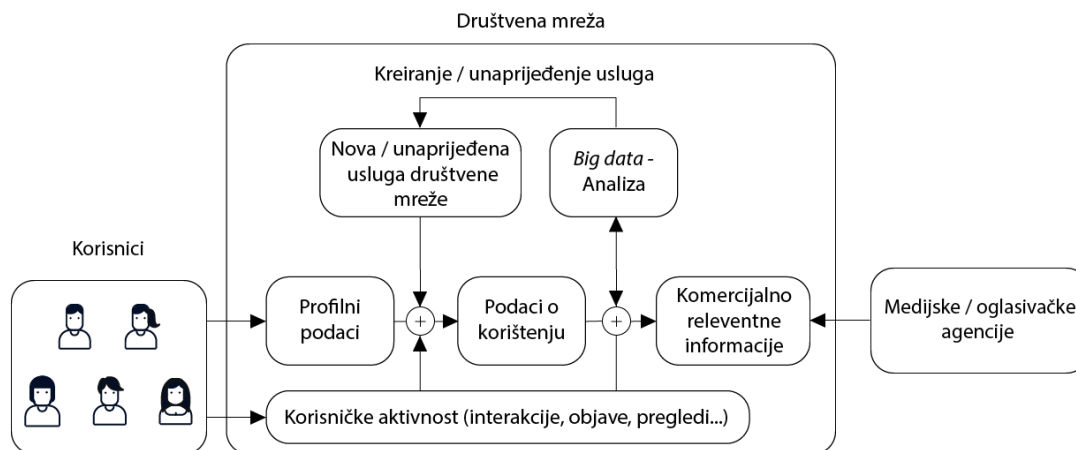 Društvena mreža
Kreiranje / unaprijeđenje usluga
Nova / unaprijeđena
usluga društvene
mreže
Big data -
Analiza
Korisnici
Profilni
podaci
+
Podaci o
korištenju
+
Komercijalno
releventne
informacije
Medijske / oglasivačke
agencije
Korisničke aktivnost (interakcije, objave, pregledi...)